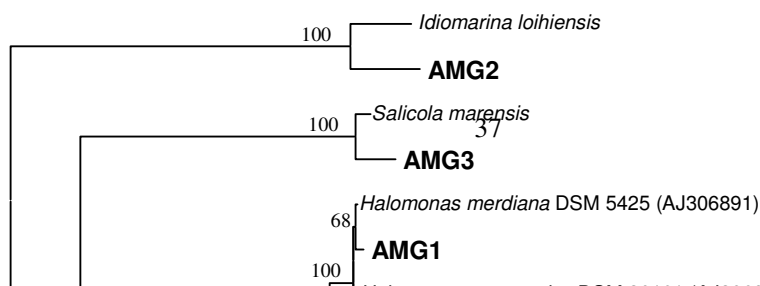 Idiomarina loihiensis
100
AMG2
Salicola marensis
37
100
AMG3
Halomonas merdiana DSM 5425 (AJ306891)
68
AMG1
100